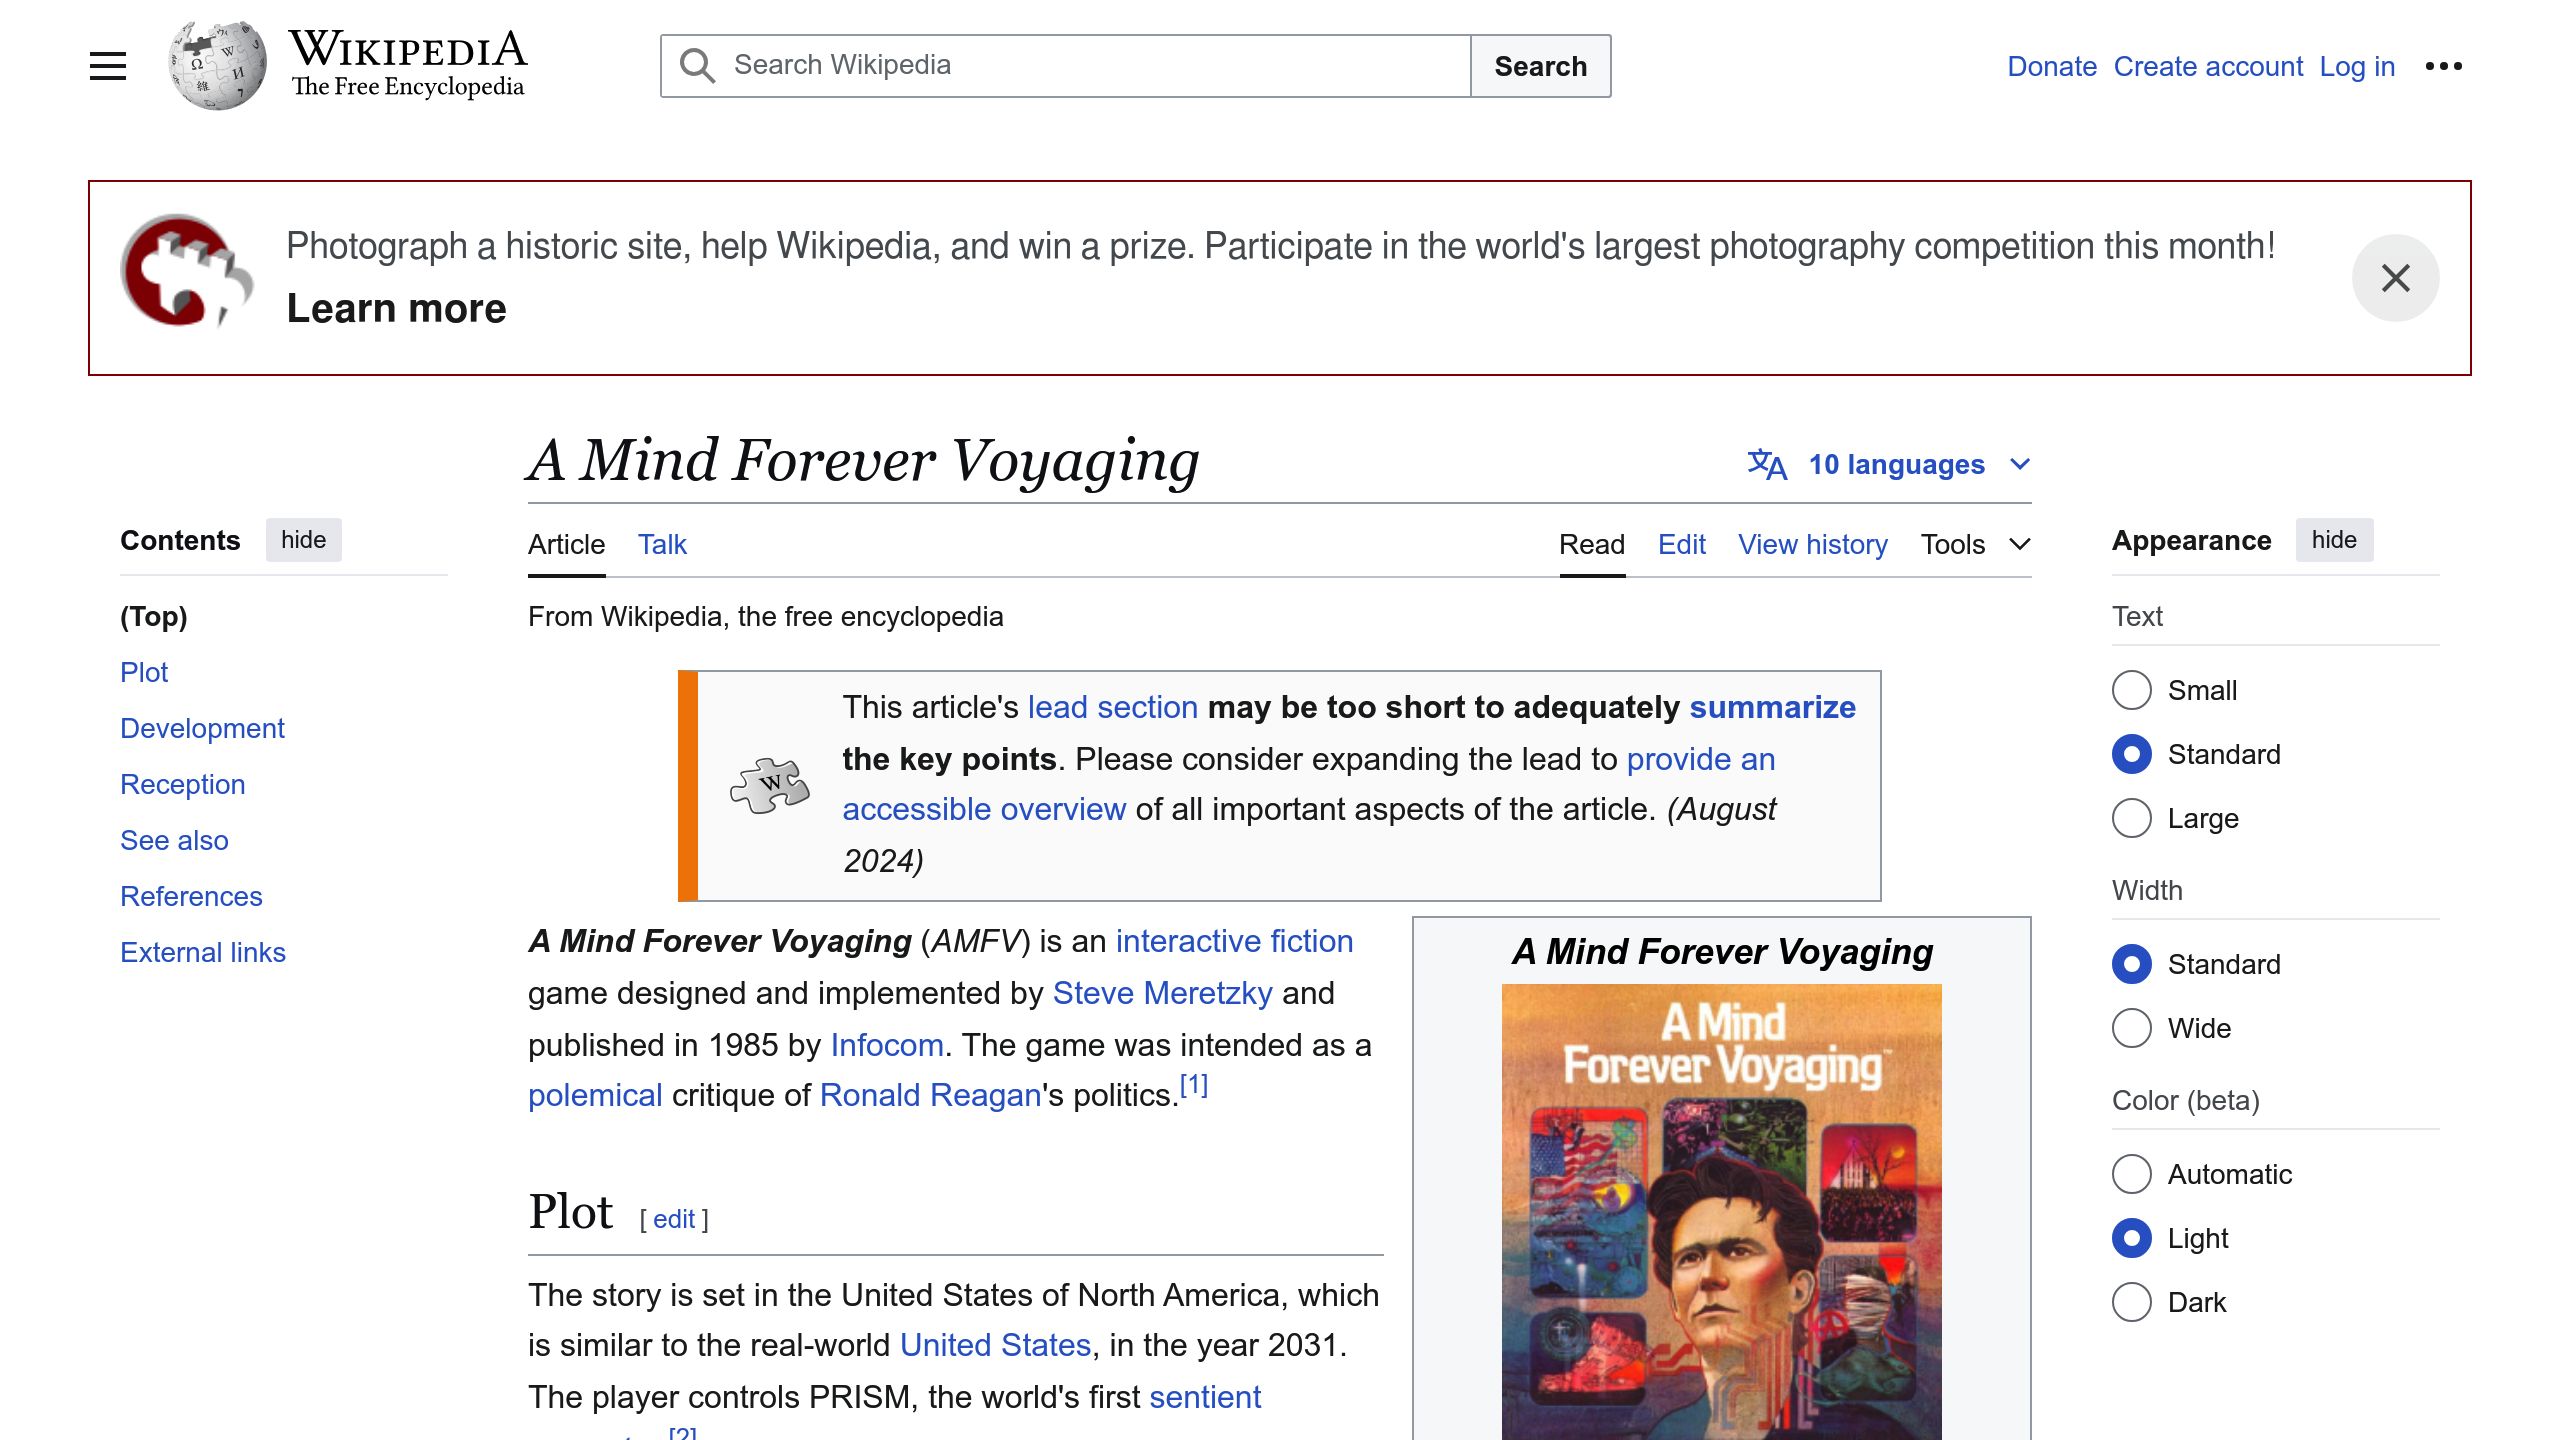 WIKIPEDIA
The Free Encyclopedia
Search Wikipedia
Search
Donate Create account Log in
Photograph a historic site, help Wikipedia, and win a prize. Participate in the world's largest photography competition this month!
Learn more
A Mind Forever Voyaging
10 languages
Contents hide
(Top)
Plot
Development
Reception
See also
References
External links
Article Talk
Read Edit View history Tools
From Wikipedia, the free encyclopedia
This article's lead section may be too short to adequately summarize
the key points. Please consider expanding the lead to provide an
accessible overview of all important aspects of the article. (August
2024)
A Mind Forever Voyaging (AMFV) is an interactive fiction
game designed and implemented by Steve Meretzky and
published in 1985 by Infocom. The game was intended as a
polemical critique of Ronald Reagan's politics.[1]
Plot [ edit ]
The story is set in the United States of North America, which
is similar to the real-world United States, in the year 2031.
The player controls PRISM, the world's first sentient
[2]
A Mind Forever Voyaging
A Mind
Forever Voyaging™
Appearance hide
Text
Small
Standard
Large
Width
Standard
Wide
Color (beta)
Automatic
Light
Dark